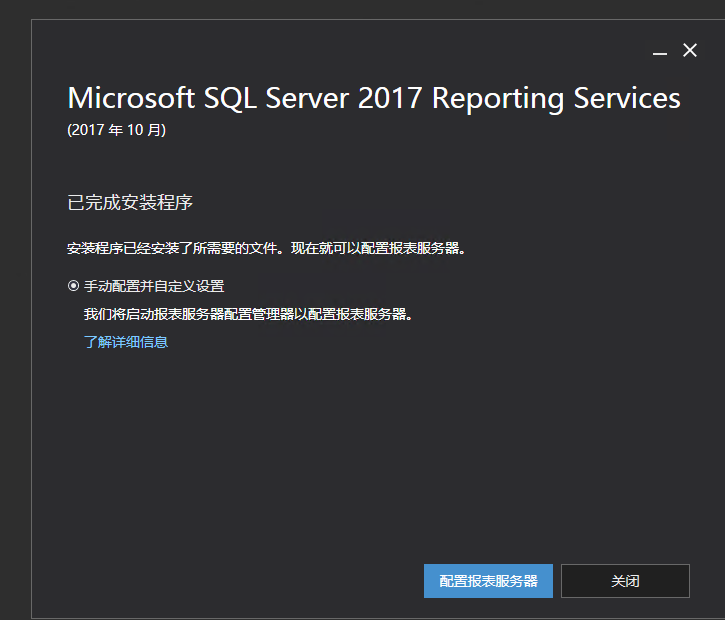 Microsoft SQL Server 2017 Reporting Services
(2017 年 10 月)
已完成安装程序
安装程序已经安装了所需要的文件。现在就可以配置报表服务器。
手动配置并自定义设置
我们将启动报表服务器配置管理器以配置报表服务器。
了解详细信息
配置报表服务器
关闭